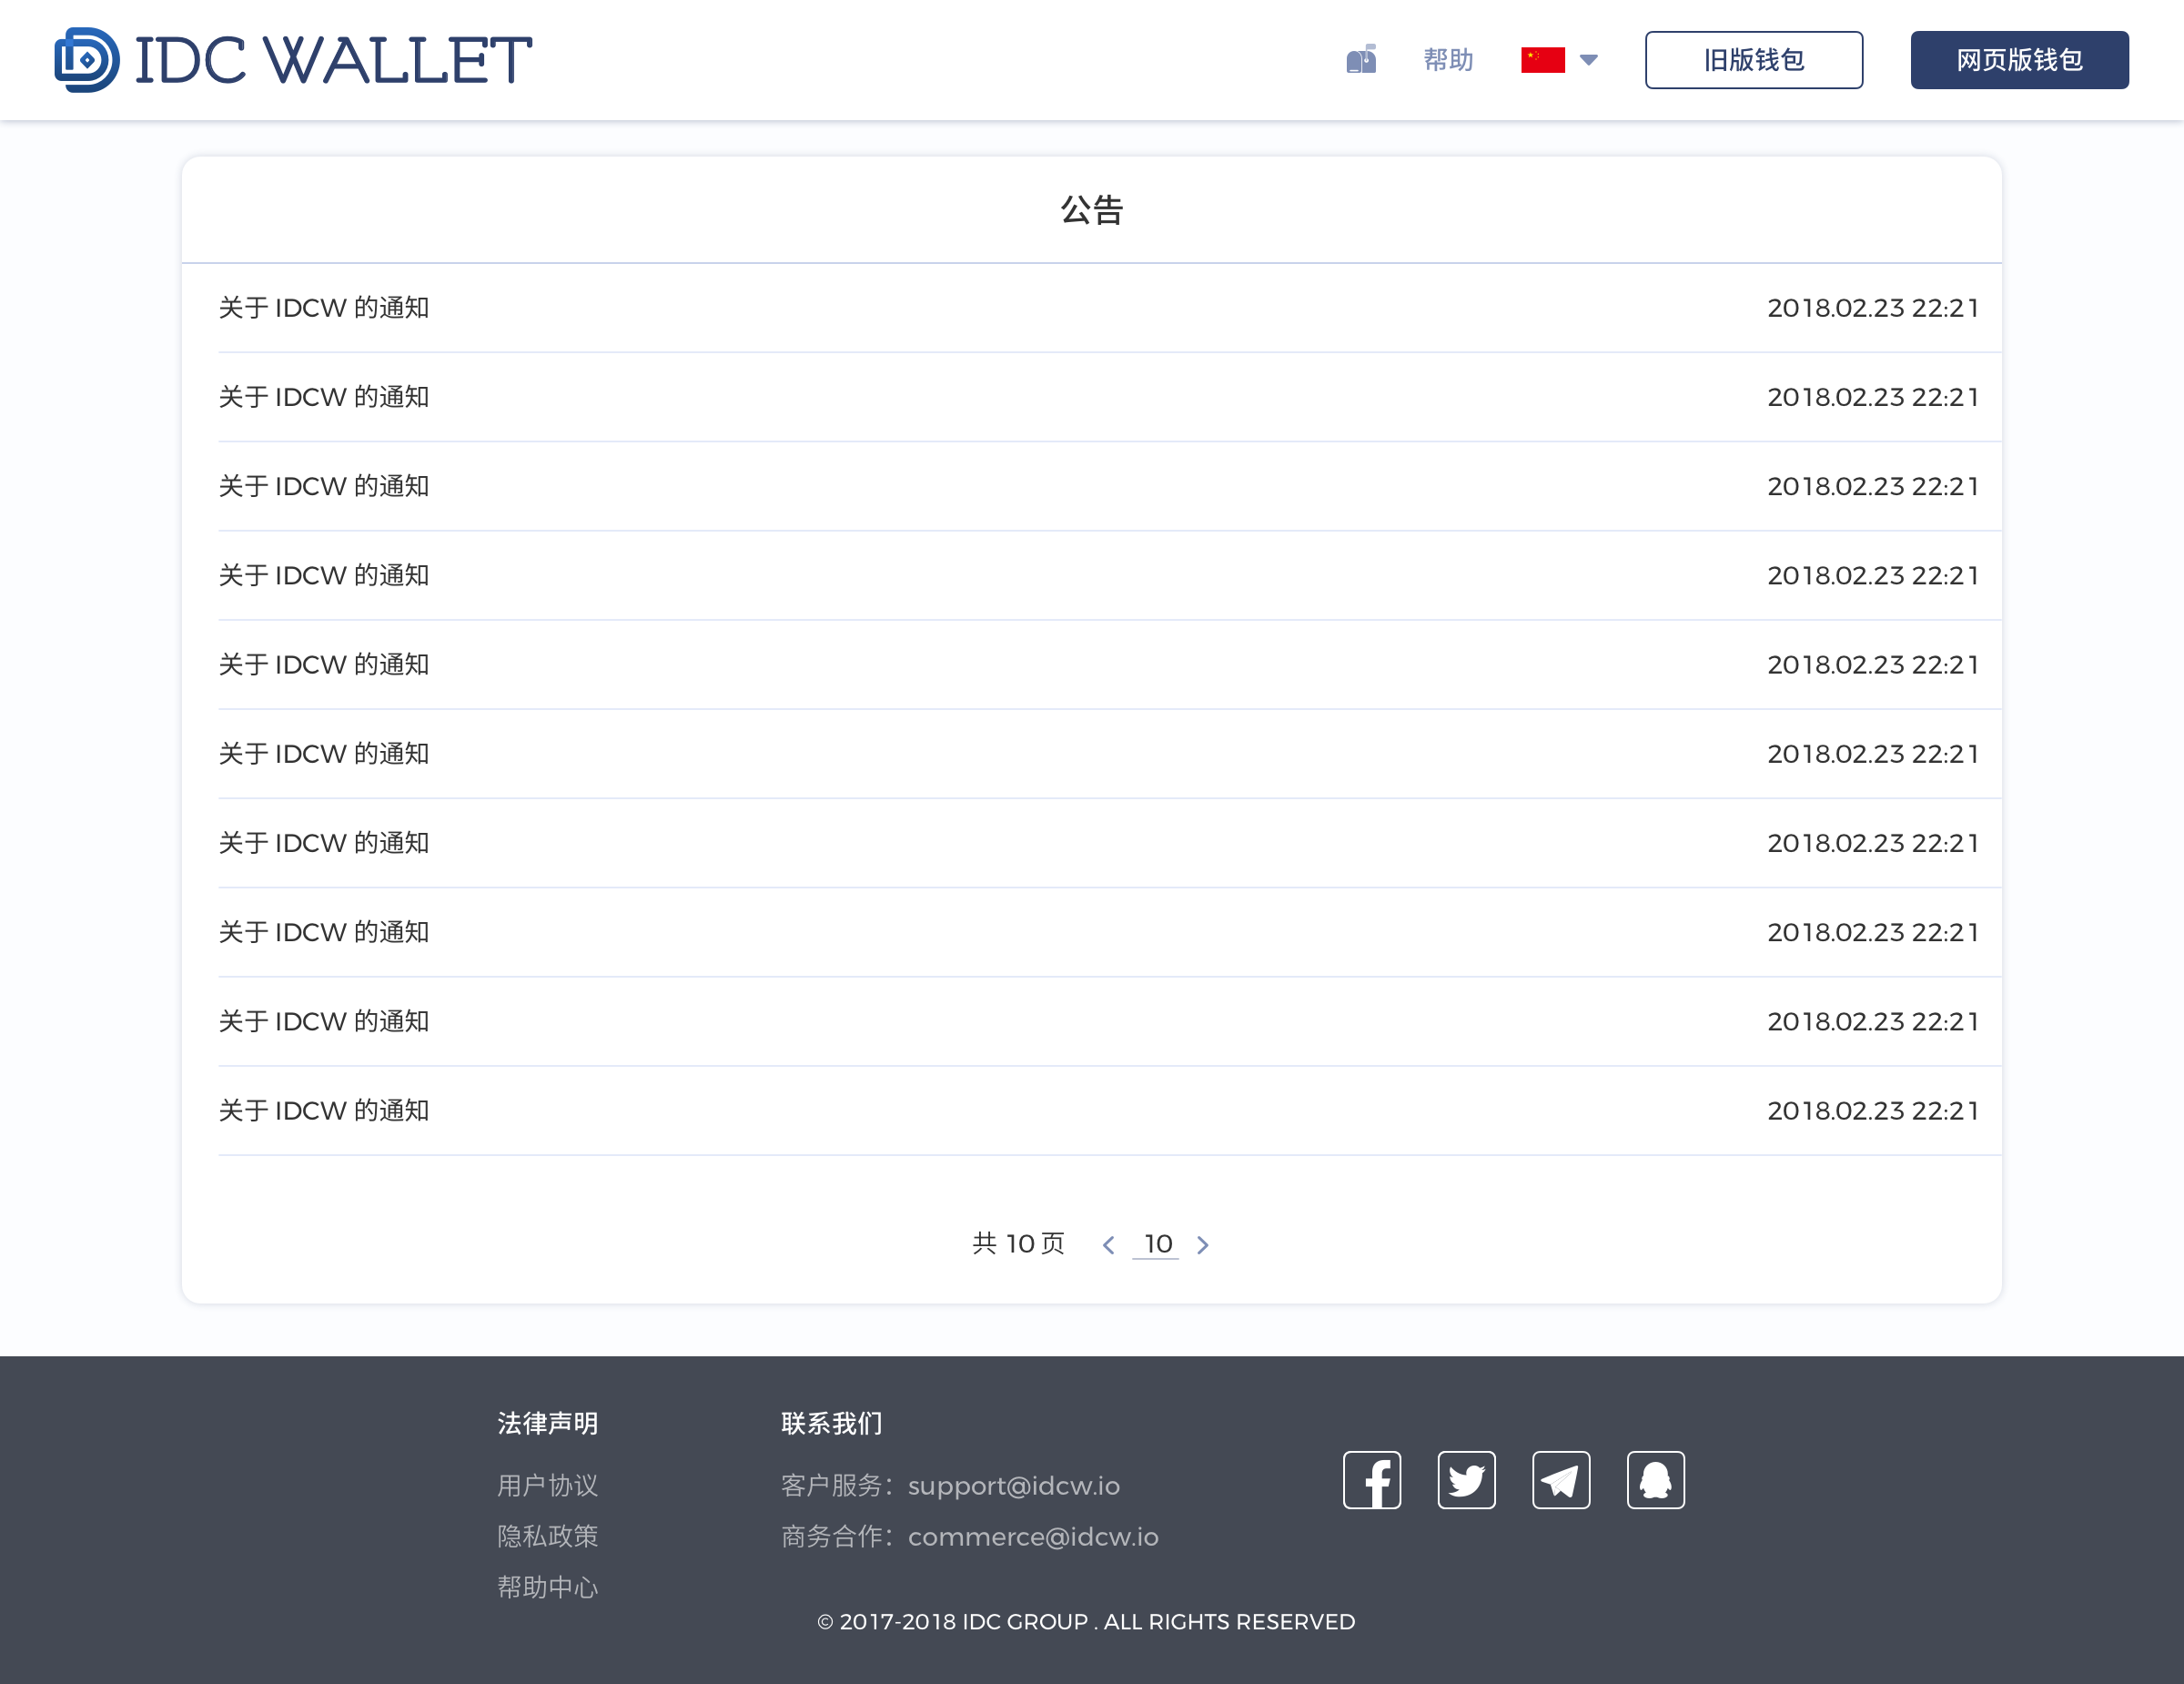 IDC WALLET
帮助
旧版钱包
网页版钱包
公告
关于 IDCW 的通知 2018.02.23 22:21
关于 IDCW 的通知 2018.02.23 22:21
关于 IDCW 的通知 2018.02.23 22:21
关于 IDCW 的通知 2018.02.23 22:21
关于 IDCW 的通知 2018.02.23 22:21
关于 IDCW 的通知 2018.02.23 22:21
关于 IDCW 的通知 2018.02.23 22:21
关于 IDCW 的通知 2018.02.23 22:21
关于 IDCW 的通知 2018.02.23 22:21
关于 IDCW 的通知 2018.02.23 22:21
共 10 页 < 10 >
法律声明
用户协议
隐私政策
帮助中心
联系我们
客户服务：support@idcw.io
商务合作：commerce@idcw.io
© 2017-2018 IDC GROUP . ALL RIGHTS RESERVED